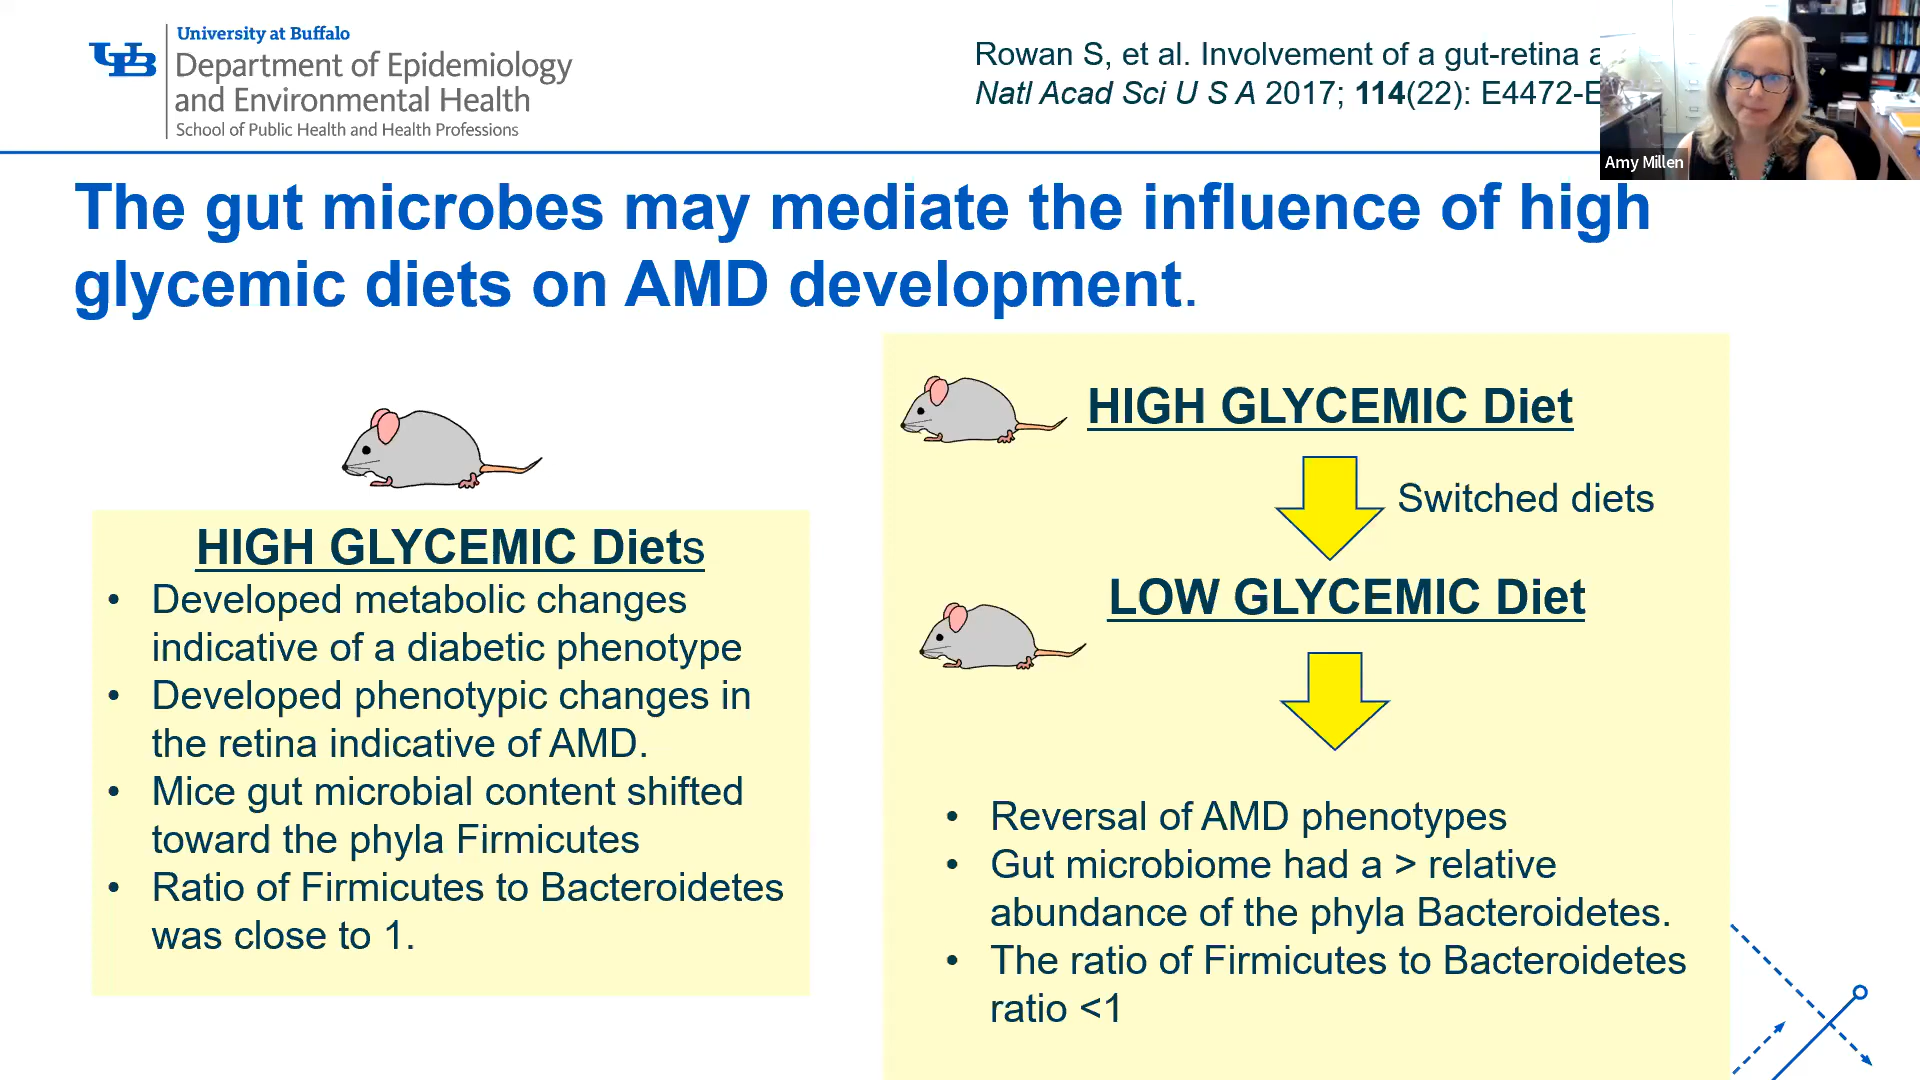 University at Buffalo
Department of Epidemiology
and Environmental Health
School of Public Health and Health Professions
Rowan S, et al. Involvement of a gut-retina
Natl Acad Sci U S A 2017; 114(22): E4472-E
Amy Millen
The gut microbes may mediate the influence of high
glycemic diets on AMD development.
HIGH GLYCEMIC Diets
• Developed metabolic changes
indicative of a diabetic phenotype
• Developed phenotypic changes in
the retina indicative of AMD.
• Mice gut microbial content shifted
toward the phyla Firmicutes
• Ratio of Firmicutes to Bacteroidetes
was close to 1.
HIGH GLYCEMIC Diet
Switched diets
LOW GLYCEMIC Diet
• Reversal of AMD phenotypes
• Gut microbiome had a > relative
abundance of the phyla Bacteroidetes.
• The ratio of Firmicutes to Bacteroidetes
ratio <1